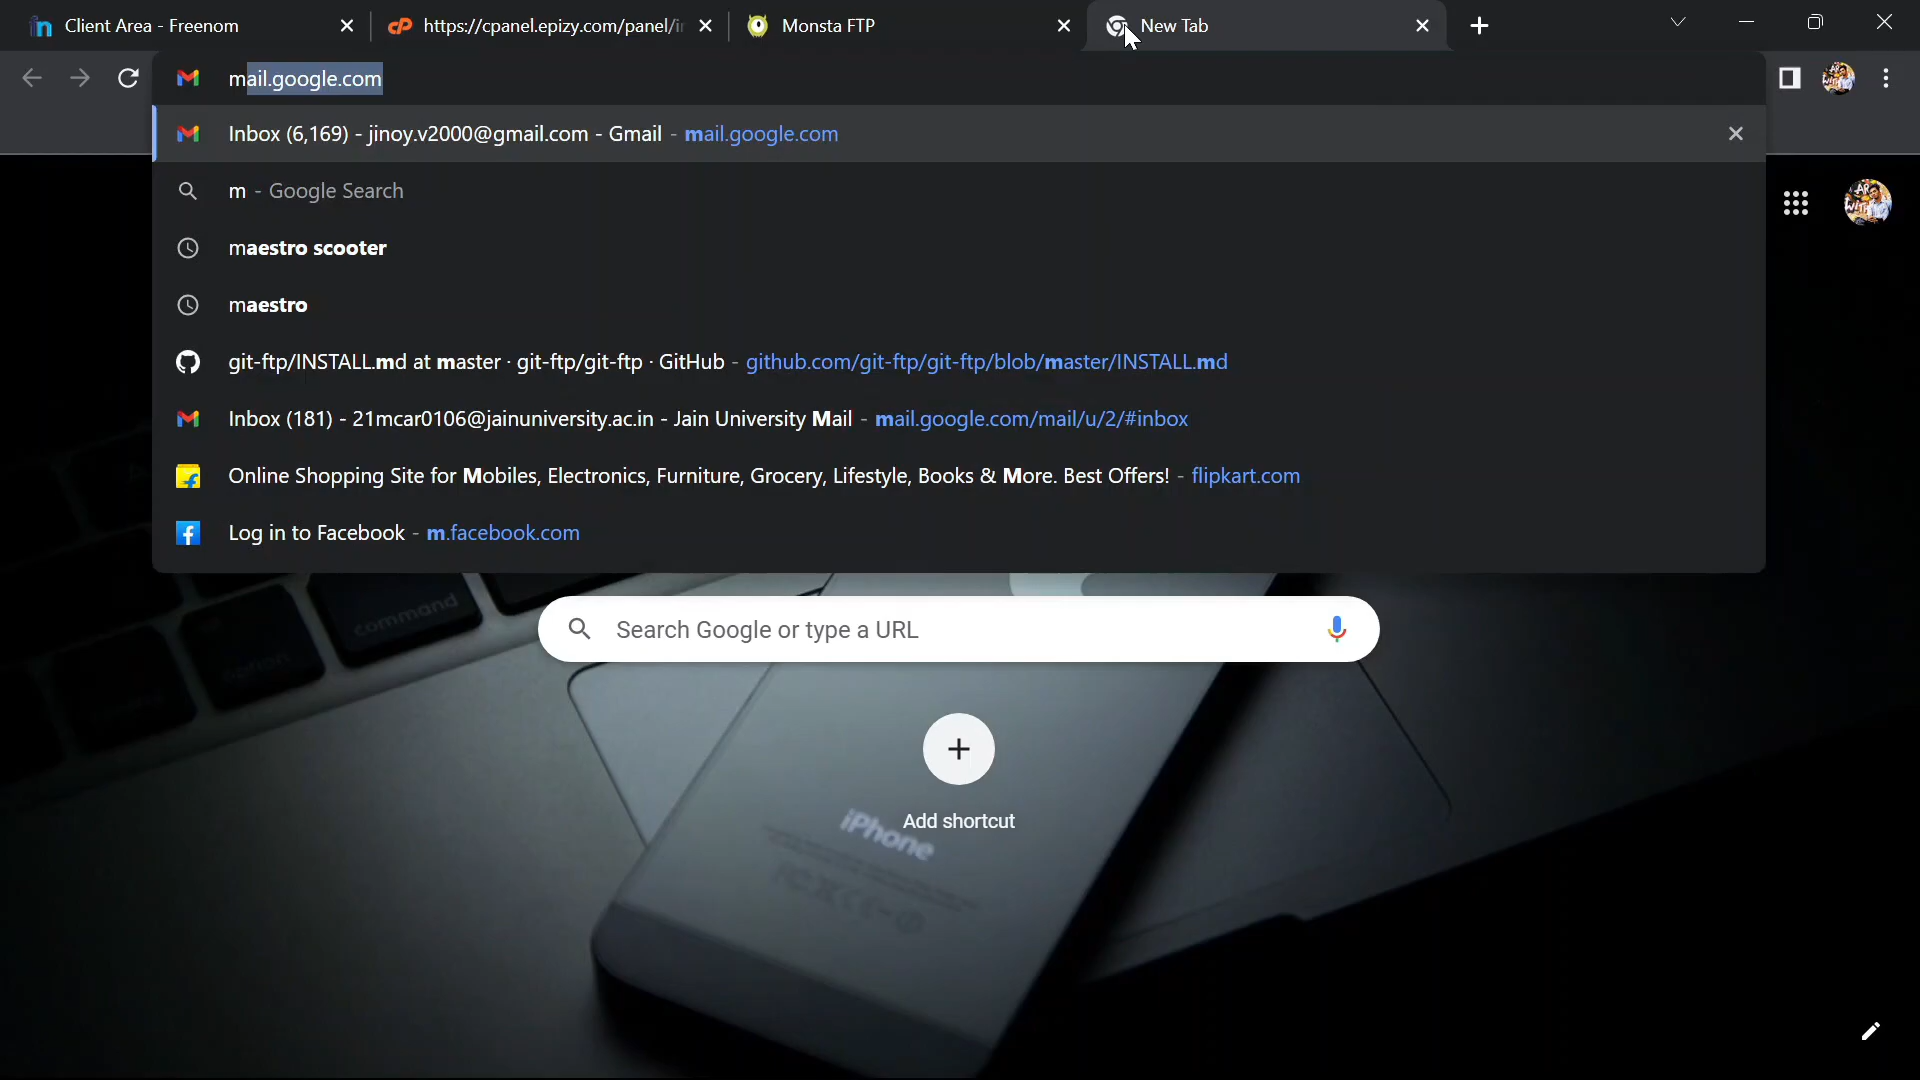 Client Area - Freenom
https://cpanel.epizy.com/panel/i
Monsta FTP
New Tab
mail.google.com
Inbox (6,169) - jinoy.v2000@gmail.com - Gmail - mail.google.com
m - Google Search
maestro scooter
maestro
git-ftp/INSTALL.md at master · git-ftp/git-ftp · GitHub - github.com/git-ftp/git-ftp/blob/master/INSTALL.md
Inbox (181) - 21mcar0106@jainuniversity.ac.in - Jain University Mail - mail.google.com/mail/u/2/#inbox
Online Shopping Site for Mobiles, Electronics, Furniture, Grocery, Lifestyle, Books & More. Best Offers! - flipkart.com
Log in to Facebook - m.facebook.com
command
option
Search Google or type a URL
Add shortcut
iPhone